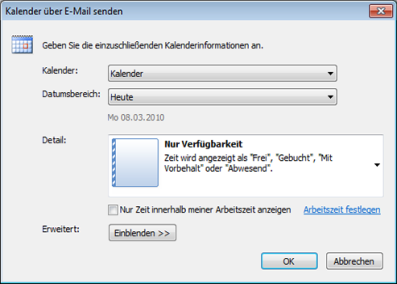 Kalender über E-Mail senden
Geben Sie die einzuschließenden Kalenderinformationen an.
Kalender: Kalender
Datumsbereich: Heute
Mo 08.03.2010
Detail: Nur Verfügbarkeit
Zeit wird angezeigt als "Frei", "Gebucht", "Mit
Vorbehalt" oder "Abwesend".
Nur Zeit innerhalb meiner Arbeitszeit anzeigen Arbeitszeit festlegen
Erweitert: Einblenden >>
OK Abbrechen